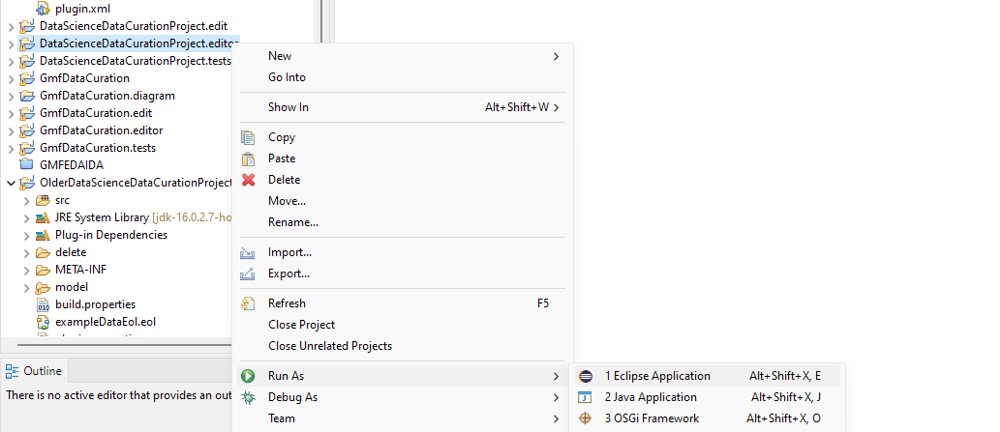 plugin.xml
DataScienceDataCurationProject.edit
DataScienceDataCurationProject.editor
DataScienceDataCurationProject.tests
GmfDataCuration
GmfDataCuration.diagram
GmfDataCuration.edit
GmfDataCuration.editor
GmfDataCuration.tests
GMFEDAIDA
OlderDataScienceDataCurationProject
src
JRE System Library [jdk-16.0.2.7-ho
Plug-in Dependencies
delete
META-INF
model
build.properties
exampleDataEol.eol
Outline
There is no active editor that provides an out
New
Go Into
Show In Alt+Shift+W
Copy
Paste
Delete
Move...
Rename...
Import...
Export...
Refresh F5
Close Project
Close Unrelated Projects
Run As
Debug As
Team
1 Eclipse Application Alt+Shift+X, E
2 Java Application Alt+Shift+X, J
3 OSGi Framework Alt+Shift+X, O